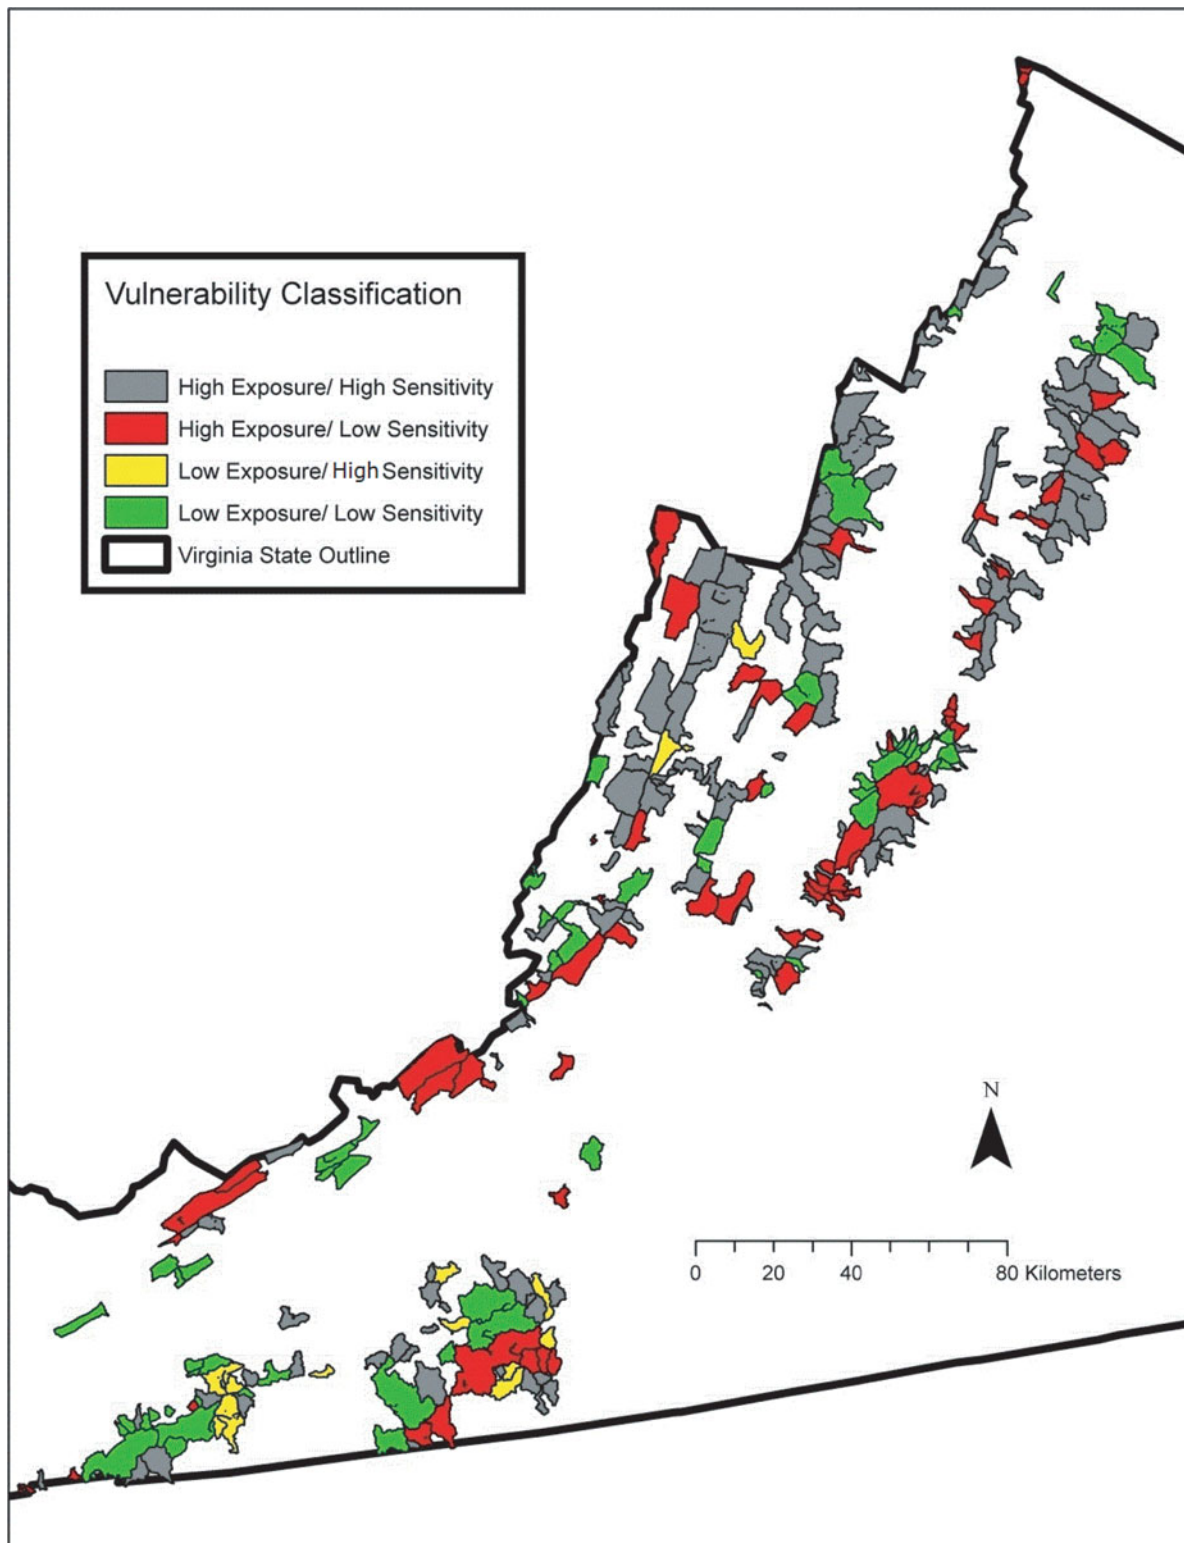 Vulnerability Classification
High Exposure/ High Sensitivity
High Exposure/ Low Sensitivity
Low Exposure/ High Sensitivity
Low Exposure/ Low Sensitivity
Virginia State Outline
N
0 20 40 80 Kilometers